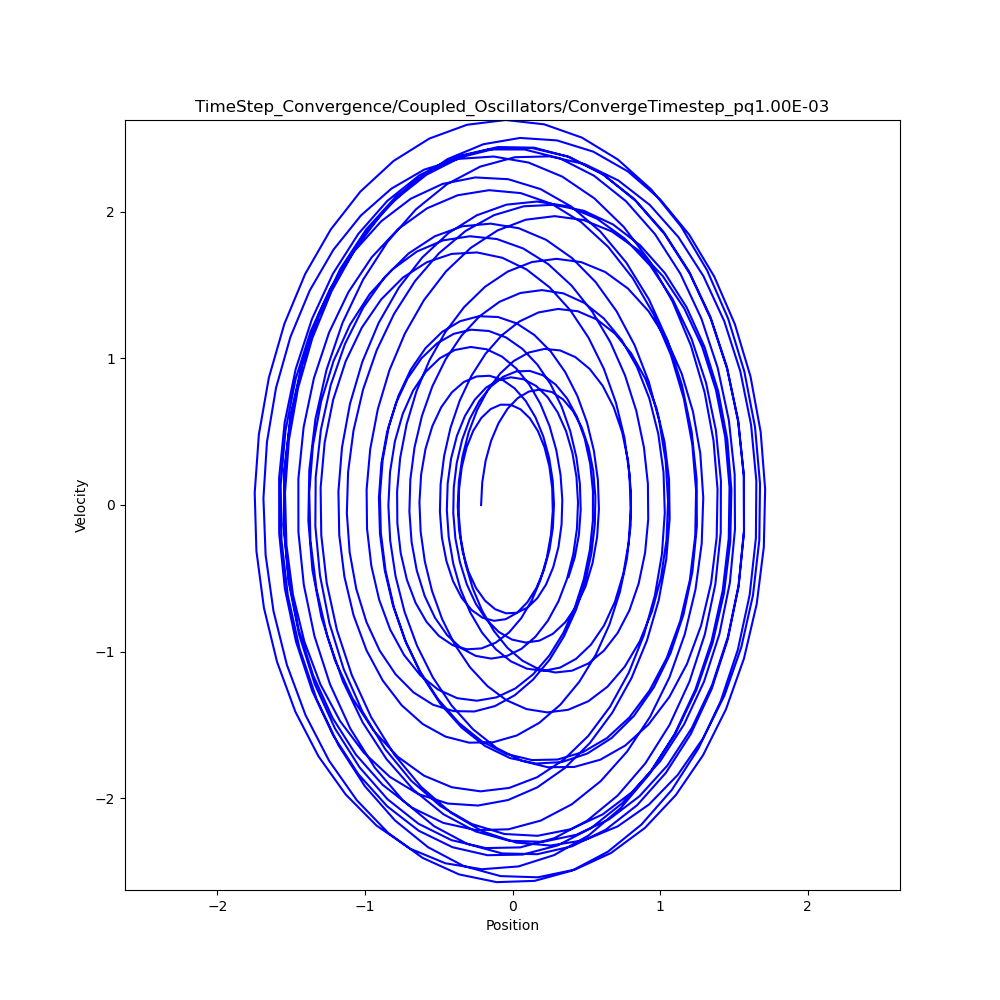 TimeStep_Convergence/Coupled_Oscillators/ConvergeTimestep_pq1.00E-03
2
1
0
−1
−2
Velocity
−2 −1 0 1 2
Position